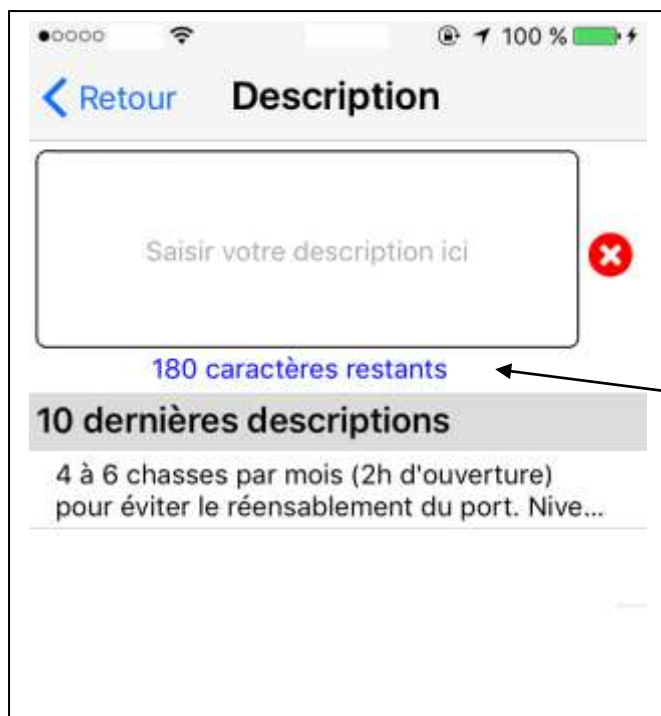 100 %
Retour Description
Saisir votre description ici
180 caractères restants
10 dernières descriptions
4 à 6 chasses par mois (2h d'ouverture)
pour éviter le réensablement du port. Nive...